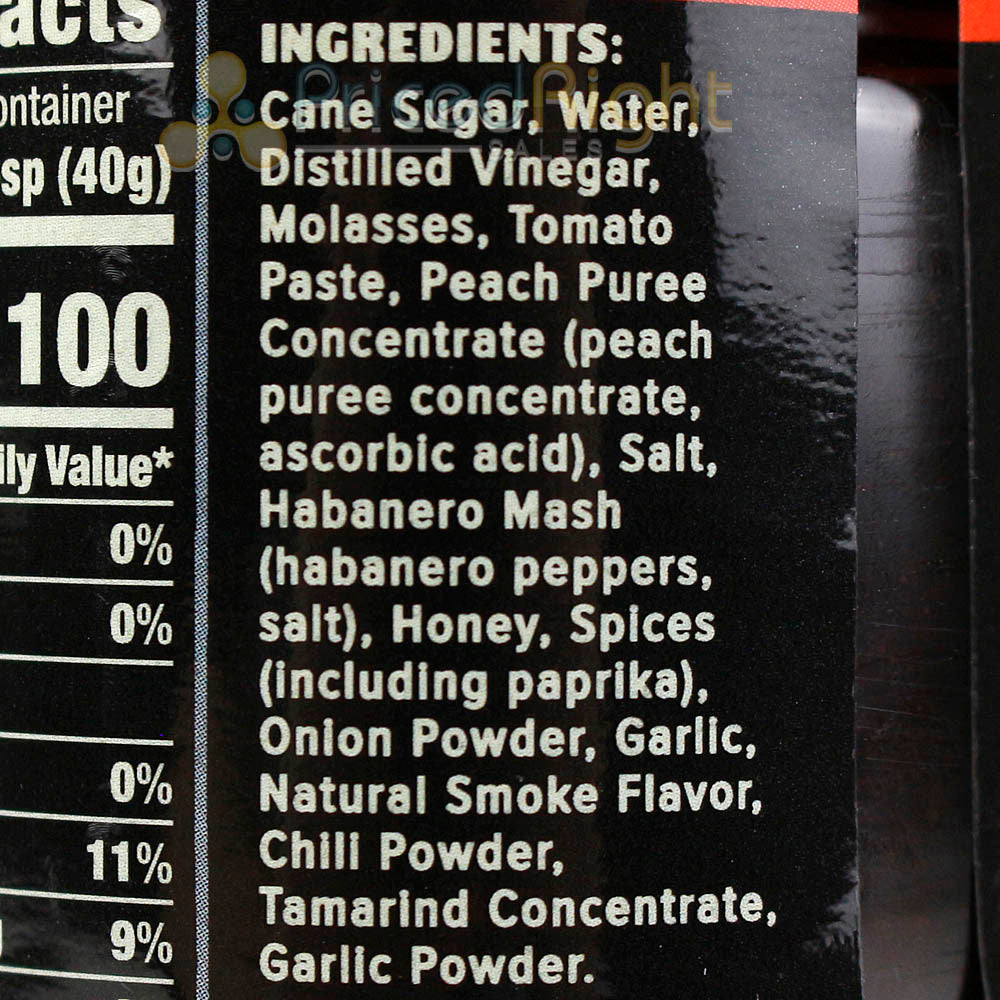 acts
ontainer
sp (40g)
100
ily Value*
0%
0%
0%
11%
9%
INGREDIENTS:
Cane Sugar, Water,
Distilled Vinegar,
Molasses, Tomato
Paste, Peach Puree
Concentrate (peach
puree concentrate,
ascorbic acid), Salt,
Habanero Mash
(habanero peppers,
salt), Honey, Spices
(including paprika),
Onion Powder, Garlic,
Natural Smoke Flavor,
Chili Powder,
Tamarind Concentrate,
Garlic Powder.
PricedRight
SALES